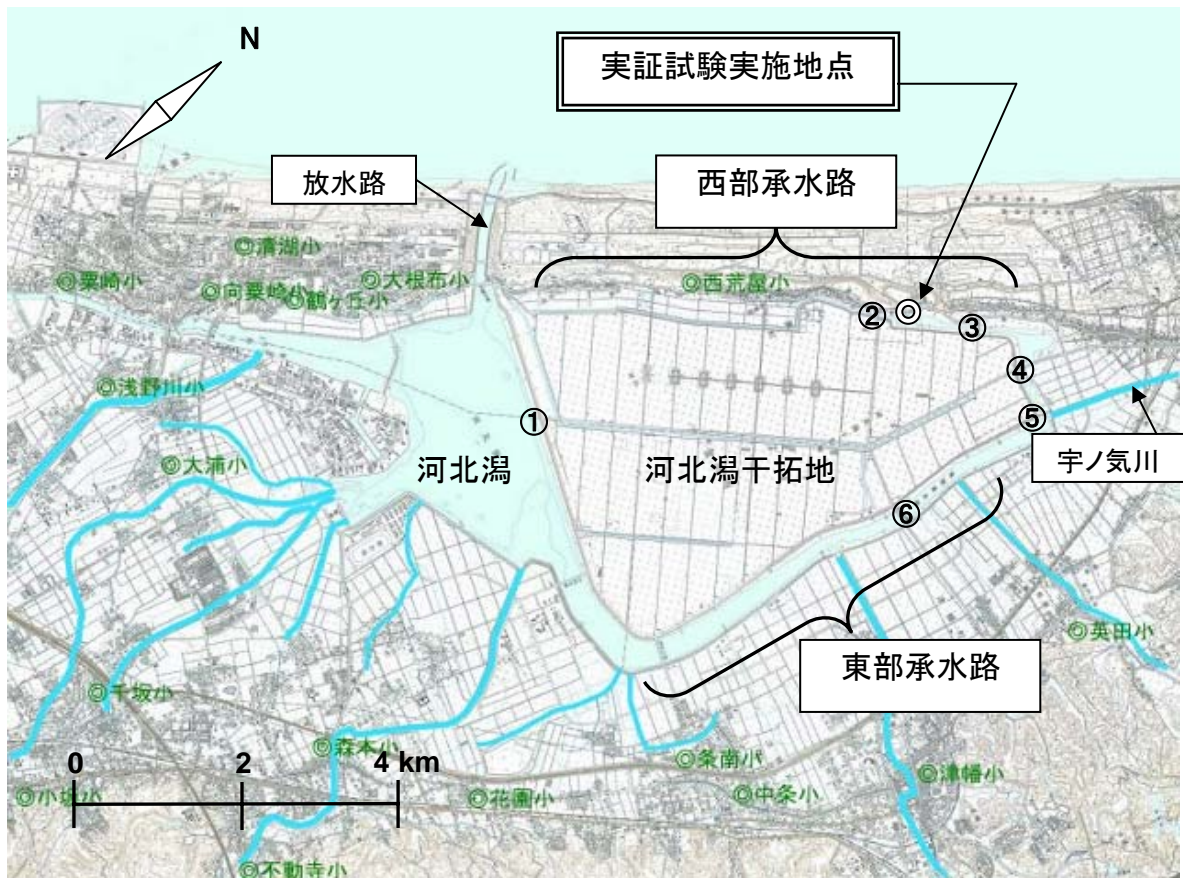 N
実証試験実施地点
放水路
西部承水路
◎清湖小
◎粟崎小
◎向粟崎小
◎大根布小
◎鶴ヶ丘小
◎西荒屋小
②
③
④
①
⑤
◎浅野川小
宇ノ気川
◎大浦小
河北潟
河北潟干拓地
⑥
◎英田小
東部承水路
◎千坂小
◎森本小
0 2 4 km
◎条南小
◎津幡小
◎花園小
◎中条小
◎不動寺小